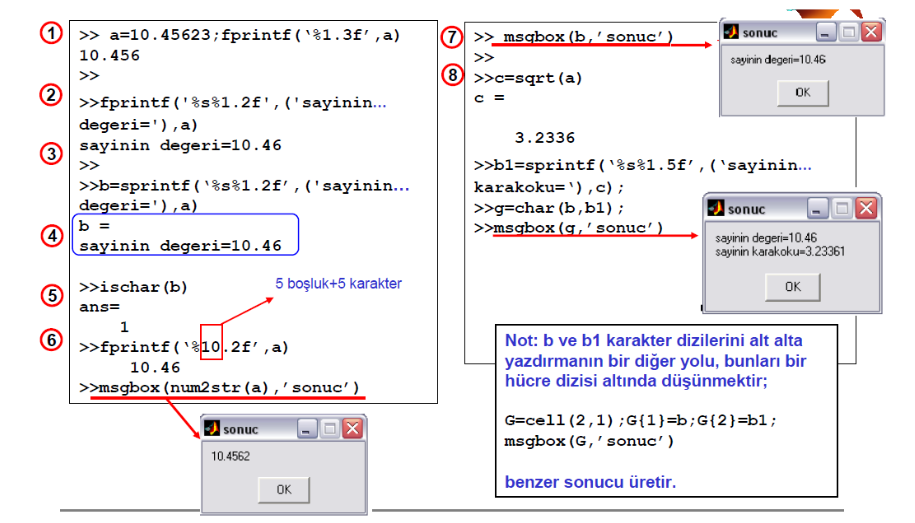 1
>> a=10.45623;fprintf(‘%1.3f’,a)
10.456
>>
2
>>fprintf('%s%1.2f',('sayinin...
degeri='),a)
3
sayinin degeri=10.46
>>
>>b=sprintf(‘%s%1.2f’,('sayinin...
degeri='),a)
4
b =
sayinin degeri=10.46
5
>>ischar(b)
5 boşluk+5 karakter
ans=
1
6
>>fprintf(‘%10.2f’,a)
10.46
>>msgbox(num2str(a),’sonuc’)
sonuc
10.4562
OK
7
>> msgbox(b,’sonuc’)
>>
8
>>c=sqrt(a)
c =
3.2336
>>b1=sprintf(‘%s%1.5f’,(‘sayinin...
karakoku=‘),c);
>>g=char(b,b1);
>>msgbox(g,’sonuc’)
sonuc
sayinin degeri=10.46
OK
sonuc
sayinin degeri=10.46
sayinin karakoku=3.23361
OK
Not: b ve b1 karakter dizilerini alt alta
yazdırmanın bir diğer yolu, bunları bir
hücre dizisi altında düşünmektir;
G=cell(2,1);G{1}=b;G{2}=b1;
msgbox(G,’sonuc’)
benzer sonucu üretir.